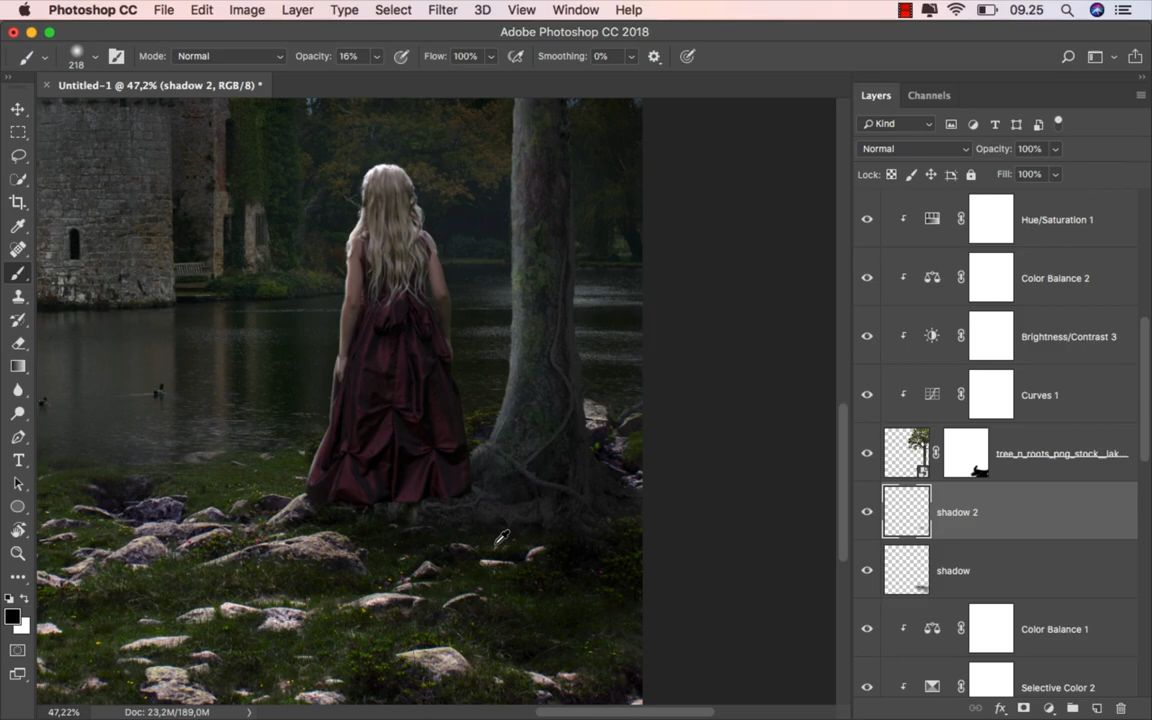 Photoshop CC File Edit Image Layer Type Select Filter 3D View Window Help 09.25
Adobe Photoshop CC 2018
218 Mode: Normal Opacity: 16% Flow: 100% Smoothing: 0%
Untitled-1 @ 47,2% (shadow 2, RGB/8) *
Layers Channels
Kind
Normal Opacity: 100%
Lock: Fill: 100%
Hue/Saturation 1
Color Balance 2
Brightness/Contrast 3
Curves 1
tree_n_roots_png_stock__lak...
shadow 2
shadow
Color Balance 1
Selective Color 2
47,22% Doc: 23,2M/189,0M